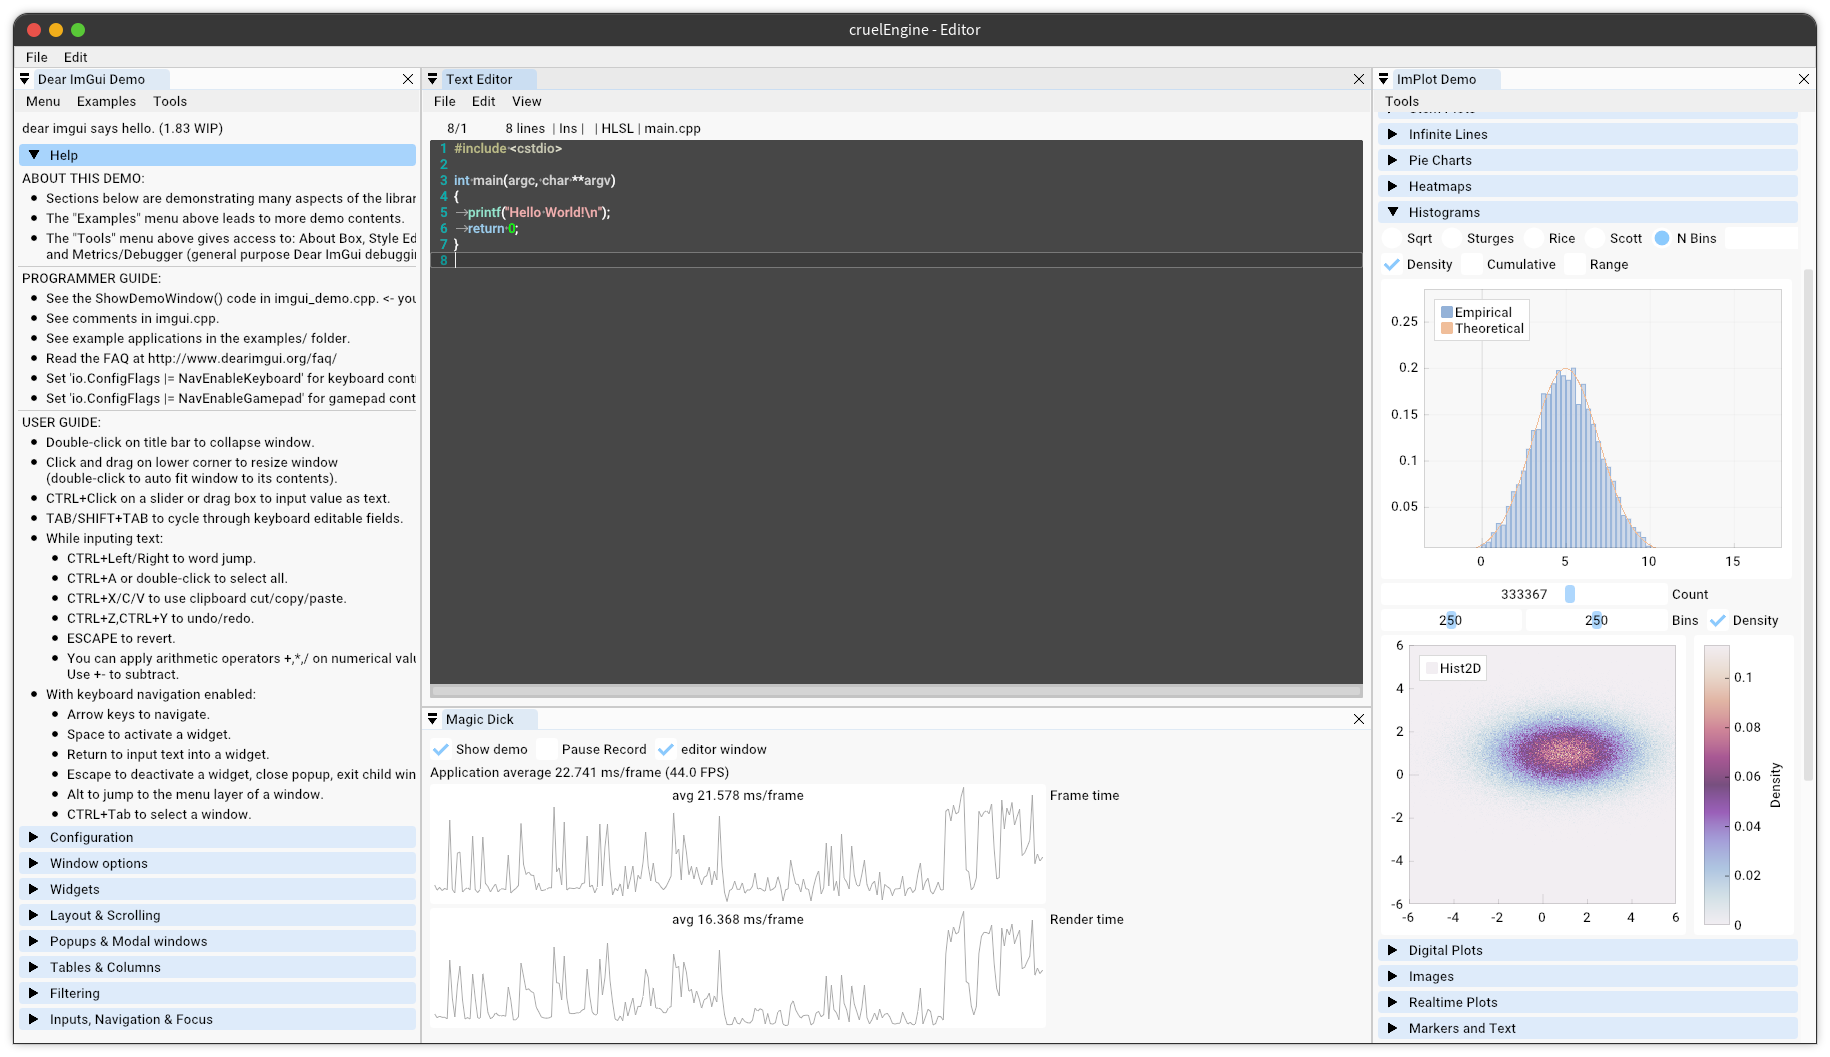 cruelEngine - Editor
File Edit
Dear ImGui Demo
Menu Examples Tools
dear imgui says hello. (1.83 WIP)
Help
ABOUT THIS DEMO:
Sections below are demonstrating many aspects of the librar
The "Examples" menu above leads to more demo contents.
The "Tools" menu above gives access to: About Box, Style Ed
and Metrics/Debugger (general purpose Dear ImGui debuggi
PROGRAMMER GUIDE:
See the ShowDemoWindow() code in imgui_demo.cpp. <- you
See comments in imgui.cpp.
See example applications in the examples/ folder.
Read the FAQ at http://www.dearimgui.org/faq/
Set 'io.ConfigFlags |= NavEnableKeyboard' for keyboard cont
Set 'io.ConfigFlags |= NavEnableGamepad' for gamepad cont
USER GUIDE:
Double-click on title bar to collapse window.
Click and drag on lower corner to resize window
(double-click to auto fit window to its contents).
CTRL+Click on a slider or drag box to input value as text.
TAB/SHIFT+TAB to cycle through keyboard editable fields.
While inputing text:
CTRL+Left/Right to word jump.
CTRL+A or double-click to select all.
CTRL+X/C/V to use clipboard cut/copy/paste.
CTRL+Z,CTRL+Y to undo/redo.
ESCAPE to revert.
You can apply arithmetic operators +,*,/ on numerical valu
Use +- to subtract.
With keyboard navigation enabled:
Arrow keys to navigate.
Space to activate a widget.
Return to input text into a widget.
Escape to deactivate a widget, close popup, exit child win
Alt to jump to the menu layer of a window.
CTRL+Tab to select a window.
Configuration
Window options
Widgets
Layout & Scrolling
Popups & Modal windows
Tables & Columns
Filtering
Inputs, Navigation & Focus
Text Editor
File Edit View
8/1 8 lines | Ins | | HLSL | main.cpp
1 #include <cstdio>
2
3 int main(argc, char **argv)
4 {
5 printf("Hello World!\n");
6 return 0;
7 }
8
Magic Dick
Show demo Pause Record editor window
Application average 22.741 ms/frame (44.0 FPS)
avg 21.578 ms/frame Frame time
avg 16.368 ms/frame Render time
ImPlot Demo
Tools
Infinite Lines
Pie Charts
Heatmaps
Histograms
Sqrt Sturges Rice Scott N Bins
Density Cumulative Range
Empirical
Theoretical
0.25
0.2
0.15
0.1
0.05
0 5 10 15
333367 Count
250 250 Bins Density
Hist2D
6
4
2
0
-2
-4
-6
-6 -4 -2 0 2 4 6
0.1
0.08
0.06
0.04
0.02
0
Density
Digital Plots
Images
Realtime Plots
Markers and Text